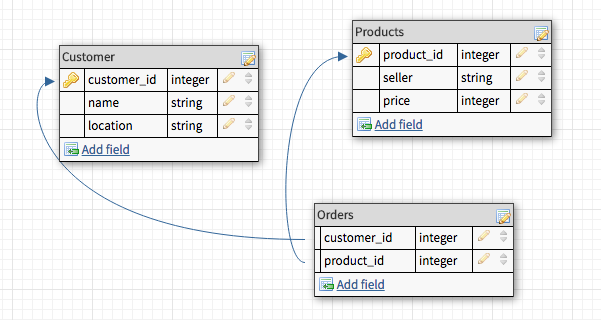 Customer
customer_id integer
name string
location string
Add field
Products
product_id integer
seller string
price integer
Add field
Orders
customer_id integer
product_id integer
Add field